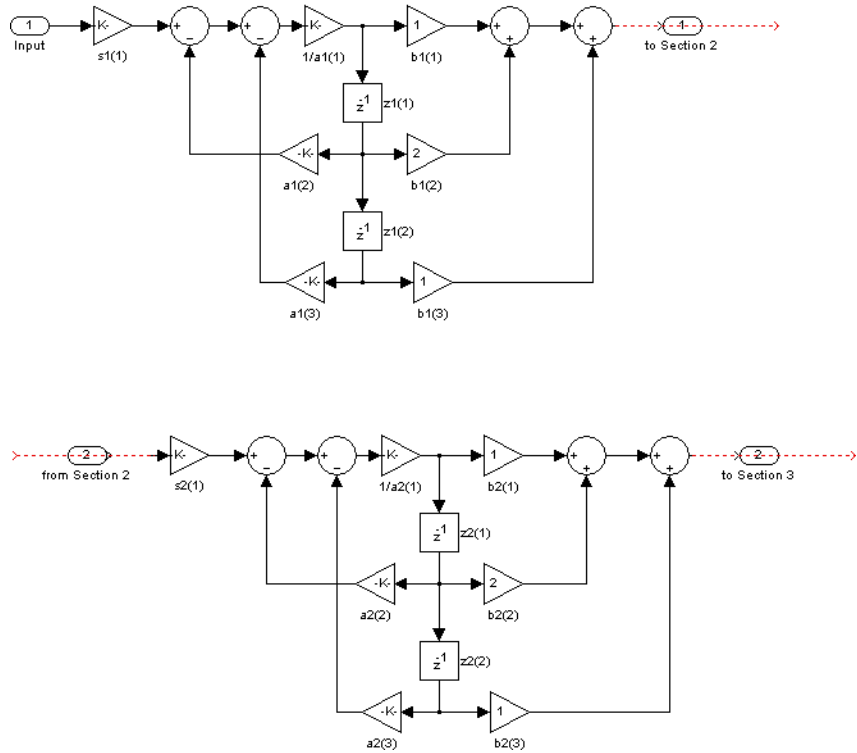 1
K-
+
−
+
−
K-
1
+
+
+
+
1
Input
s1(1)
1/a1(1)
b1(1)
to Section 2
z-1
z1(1)
-K-
2
a1(2)
b1(2)
z-1
z1(2)
-K-
1
a1(3)
b1(3)
2
K-
+
−
+
−
K-
1
+
+
+
+
2
from Section 2
s2(1)
1/a2(1)
b2(1)
to Section 3
z-1
z2(1)
-K-
2
a2(2)
b2(2)
z-1
z2(2)
-K-
1
a2(3)
b2(3)